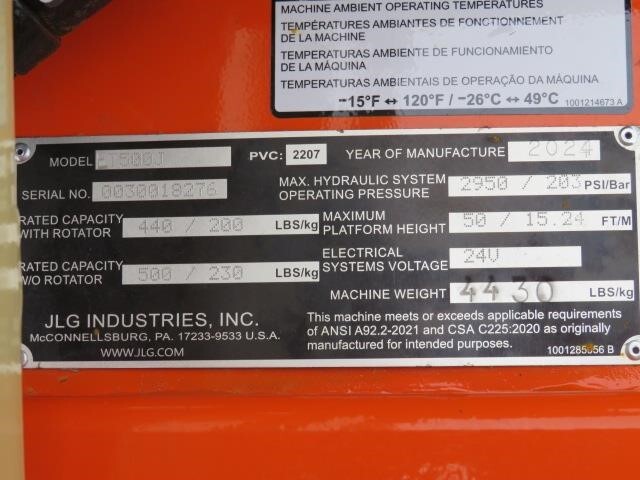 MACHINE AMBIENT OPERATING TEMPERATURES
TEMPÉRATURES AMBIANTES DE FONCTIONNEMENT
DE LA MACHINE
TEMPERATURAS AMBIENTE DE FUNCIONAMIENTO
DE LA MÁQUINA
TEMPERATURAS AMBIENTAIS DE OPERAÇÃO DA MÁQUINA
-15°F ↔ 120°F / -26°C ↔ 49°C 1001214673 A
MODEL T500J PVC: 2207 YEAR OF MANUFACTURE 2024
SERIAL NO. 0030018276 MAX. HYDRAULIC SYSTEM OPERATING PRESSURE 2950 / 203 PSI/Bar
RATED CAPACITY WITH ROTATOR 440 / 200 LBS/kg MAXIMUM PLATFORM HEIGHT 50 / 15.24 FT/M
RATED CAPACITY W/O ROTATOR 500 / 230 LBS/kg ELECTRICAL SYSTEMS VOLTAGE 24V
MACHINE WEIGHT 4430 LBS/kg
JLG INDUSTRIES, INC.
McCONNELLSBURG, PA. 17233-9533 U.S.A.
WWW.JLG.COM
This machine meets or exceeds applicable requirements
of ANSI A92.2-2021 and CSA C225:2020 as originally
manufactured for intended purposes. B